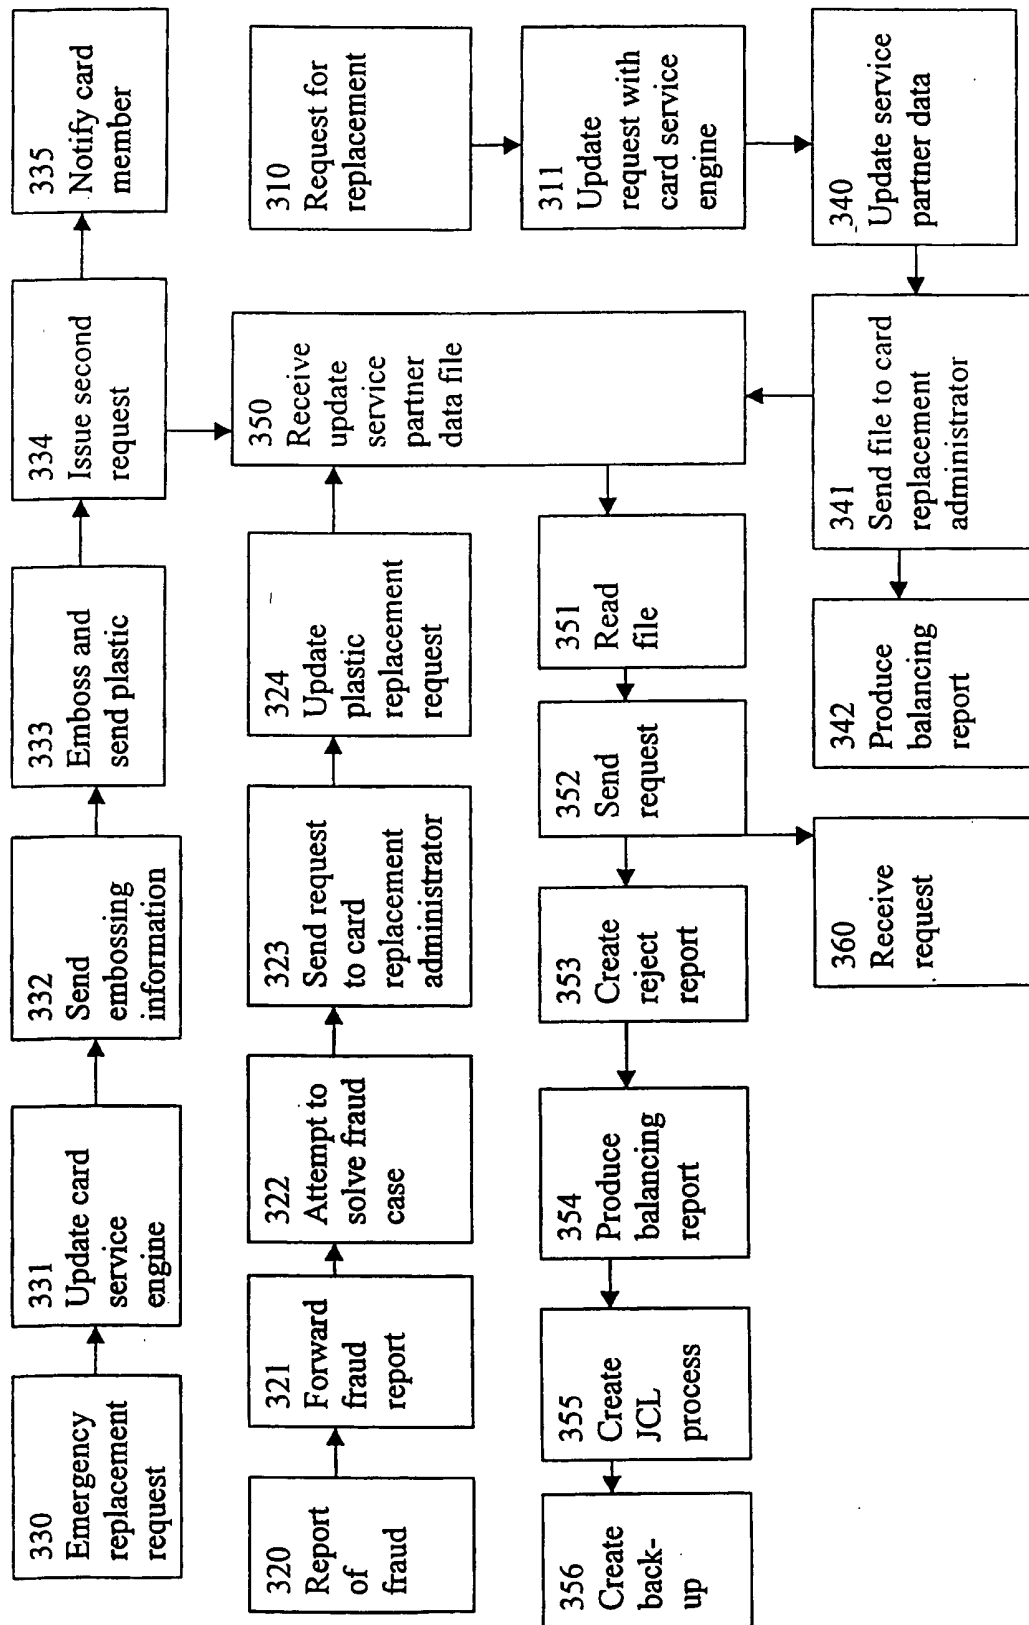 330
Emergency
replacement
request
331
Update card
service
engine
332
Send
embossing
information
333
Emboss and
send plastic
334
Issue second
request
335
Notify card
member
320
Report
of
fraud
321
Forward
fraud
report
322
Attempt to
solve fraud
case
323
Send request
to card
replacement
administrator
324
Update
plastic
replacement
request
350
Receive
update
service
partner
data file
310
Request for
replacement
311
Update
request with
card service
engine
356
Create
back-
up
355
Create
JCL
process
354
Produce
balancing
report
353
Create
reject
report
352
Send
request
351
Read
file
360
Receive
request
342
Produce
balancing
report
341
Send file to card
replacement
administrator
340
Update service
partner data